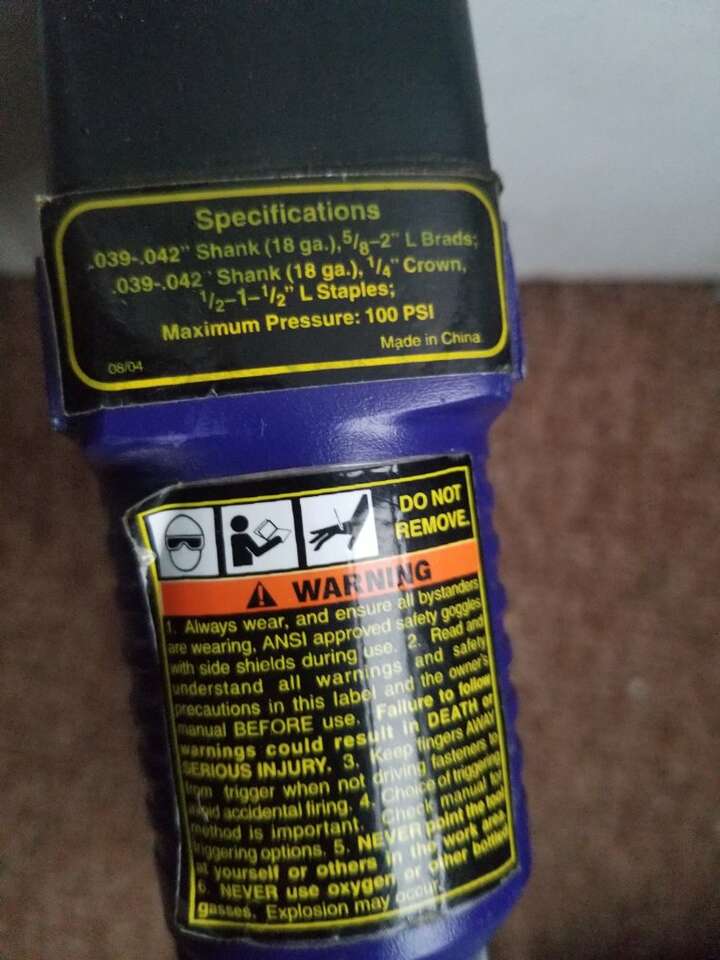 Specifications
.039-.042" Shank (18 ga.), 5/8-2" L Brads;
.039-.042" Shank (18 ga.), 1/4" Crown,
1/2-1-1/2" L Staples;
Maximum Pressure: 100 PSI
Made in China
08/04
DO NOT
REMOVE.
WARNING
1. Always wear, and ensure all bystanders
are wearing, ANSI approved safety goggles
with side shields during use. 2. Read and
understand all warnings and safety
precautions in this label and the owner's
manual BEFORE use. Failure to follow
warnings could result in DEATH or
SERIOUS INJURY. 3. Keep fingers AWAY
from trigger when not driving fasteners to
avoid accidental firing. 4. Choice of triggering
method is important. Check manual for
triggering options. 5. NEVER point the tool
at yourself or others in the work area.
6. NEVER use oxygen or other bottled
gasses. Explosion may occur.